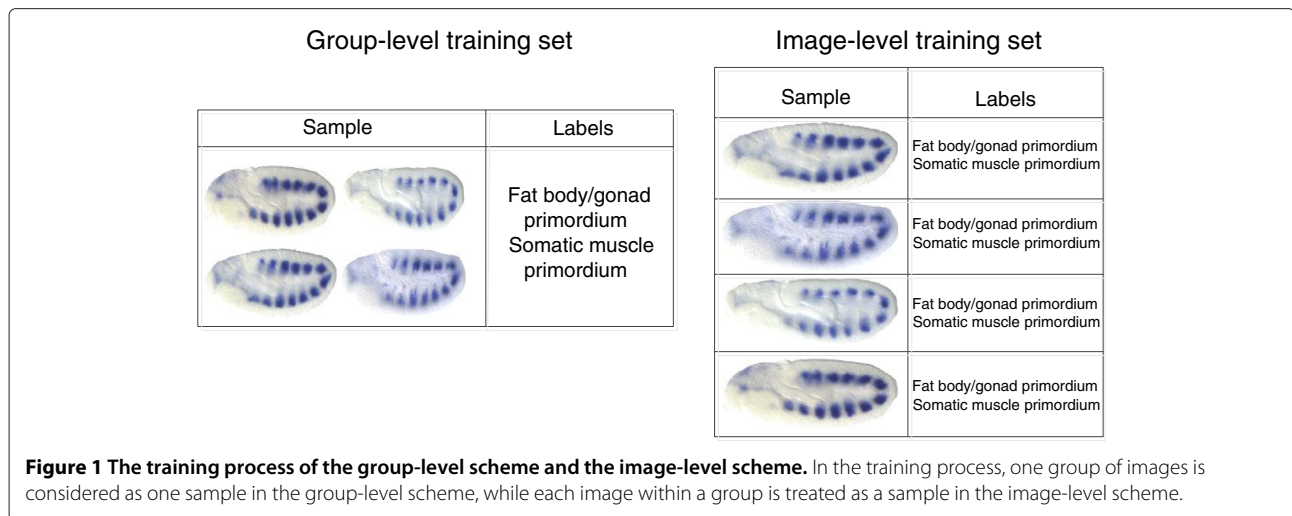 Group-level training set
Sample
Labels
Fat body/gonad
primordium
Somatic muscle
primordium
Image-level training set
Sample
Labels
Fat body/gonad primordium
Somatic muscle primordium
Fat body/gonad primordium
Somatic muscle primordium
Fat body/gonad primordium
Somatic muscle primordium
Fat body/gonad primordium
Somatic muscle primordium
Figure 1 The training process of the group-level scheme and the image-level scheme. In the training process, one group of images is
considered as one sample in the group-level scheme, while each image within a group is treated as a sample in the image-level scheme.